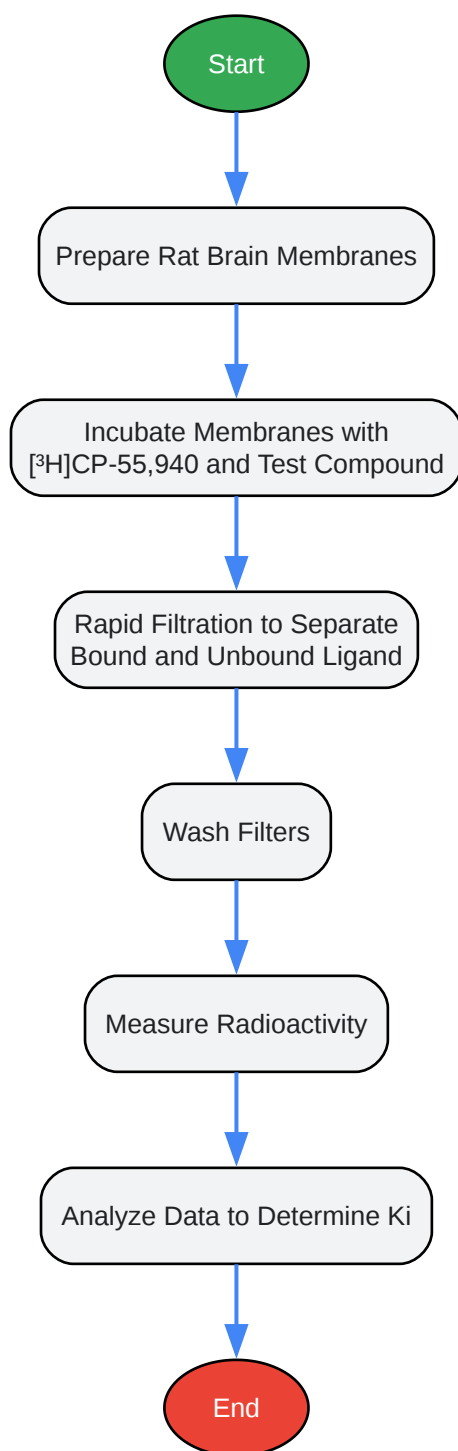 Start
Prepare Rat Brain Membranes
Incubate Membranes with
[³H]CP-55,940 and Test Compound
Rapid Filtration to Separate
Bound and Unbound Ligand
Wash Filters
Measure Radioactivity
Analyze Data to Determine Ki
End